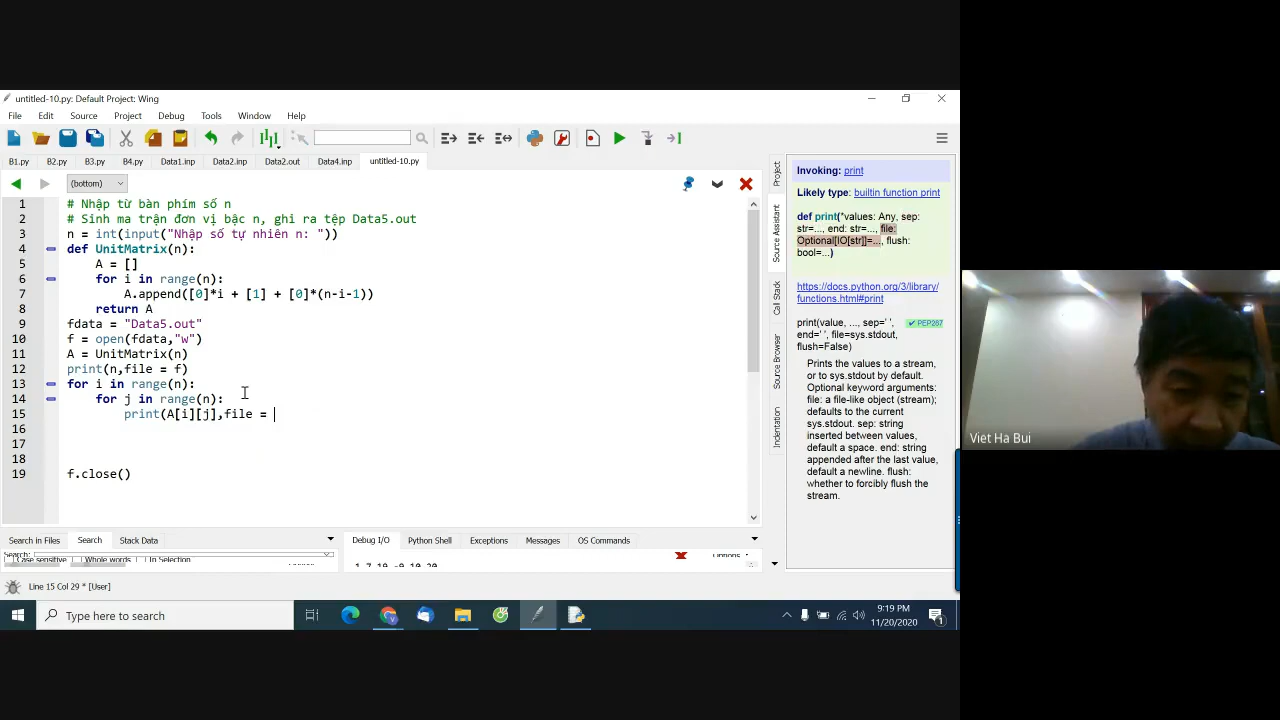 untitled-10.py: Default Project: Wing
File Edit Source Project Debug Tools Window Help
B1.py B2.py B3.py B4.py Data1.inp Data2.inp Data2.out Data4.inp untitled-10.py
(bottom)
1 # Nhập từ bàn phím số n
2 # Sinh ma trận đơn vị bậc n, ghi ra tệp Data5.out
3 n = int(input("Nhập số tự nhiên n: "))
4 def UnitMatrix(n):
5 A = []
6 for i in range(n):
7 A.append([0]*i + [1] + [0]*(n-i-1))
8 return A
9 fdata = "Data5.out"
10 f = open(fdata,"w")
11 A = UnitMatrix(n)
12 print(n,file = f)
13 for i in range(n):
14 for j in range(n):
15 print(A[i][j],file =
16
17
18
19 f.close()
Project
Source Assistant
Call Stack
Source Browser
Indentation
Invoking: print
Likely type: builtin function print
def print(*values: Any, sep:
str=..., end: str=..., file:
Optional[IO[str]]=..., flush:
bool=...)
https://docs.python.org/3/library/
functions.html#print
print(value, ..., sep=' ',
end=' ', file=sys.stdout,
flush=False)
✔ PEP287
Prints the values to a stream,
or to sys.stdout by default.
Optional keyword arguments:
file: a file-like object (stream);
defaults to the current
sys.stdout. sep: string
inserted between values,
default a space. end: string
appended after the last value,
default a newline. flush:
whether to forcibly flush the
stream.
Search in Files Search Stack Data
Debug I/O Python Shell Exceptions Messages OS Commands
Search:
Case sensitive Whole words In Selection
Options
1 7 19 -9 10 20
Line 15 Col 29 * [User]
Type here to search
9:19 PM
11/20/2020
1
Viet Ha Bui